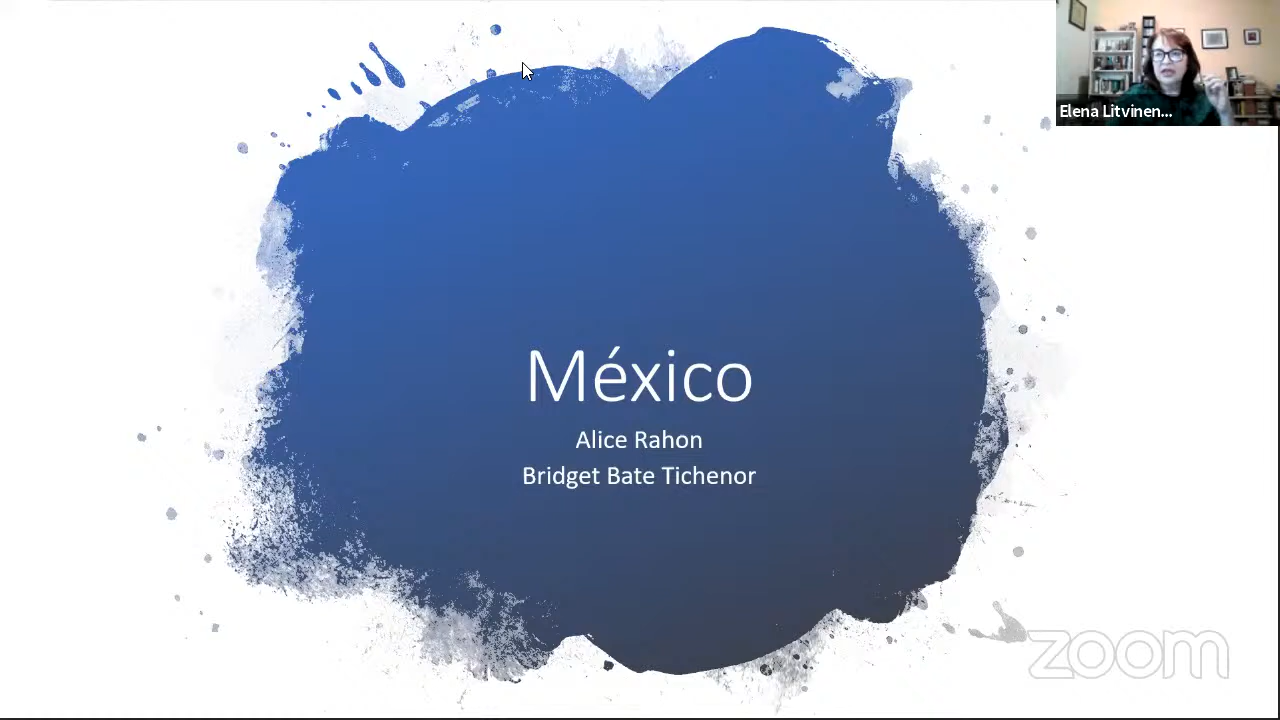 Elena Litvinen...
México
Alice Rahon
Bridget Bate Tichenor
zoom